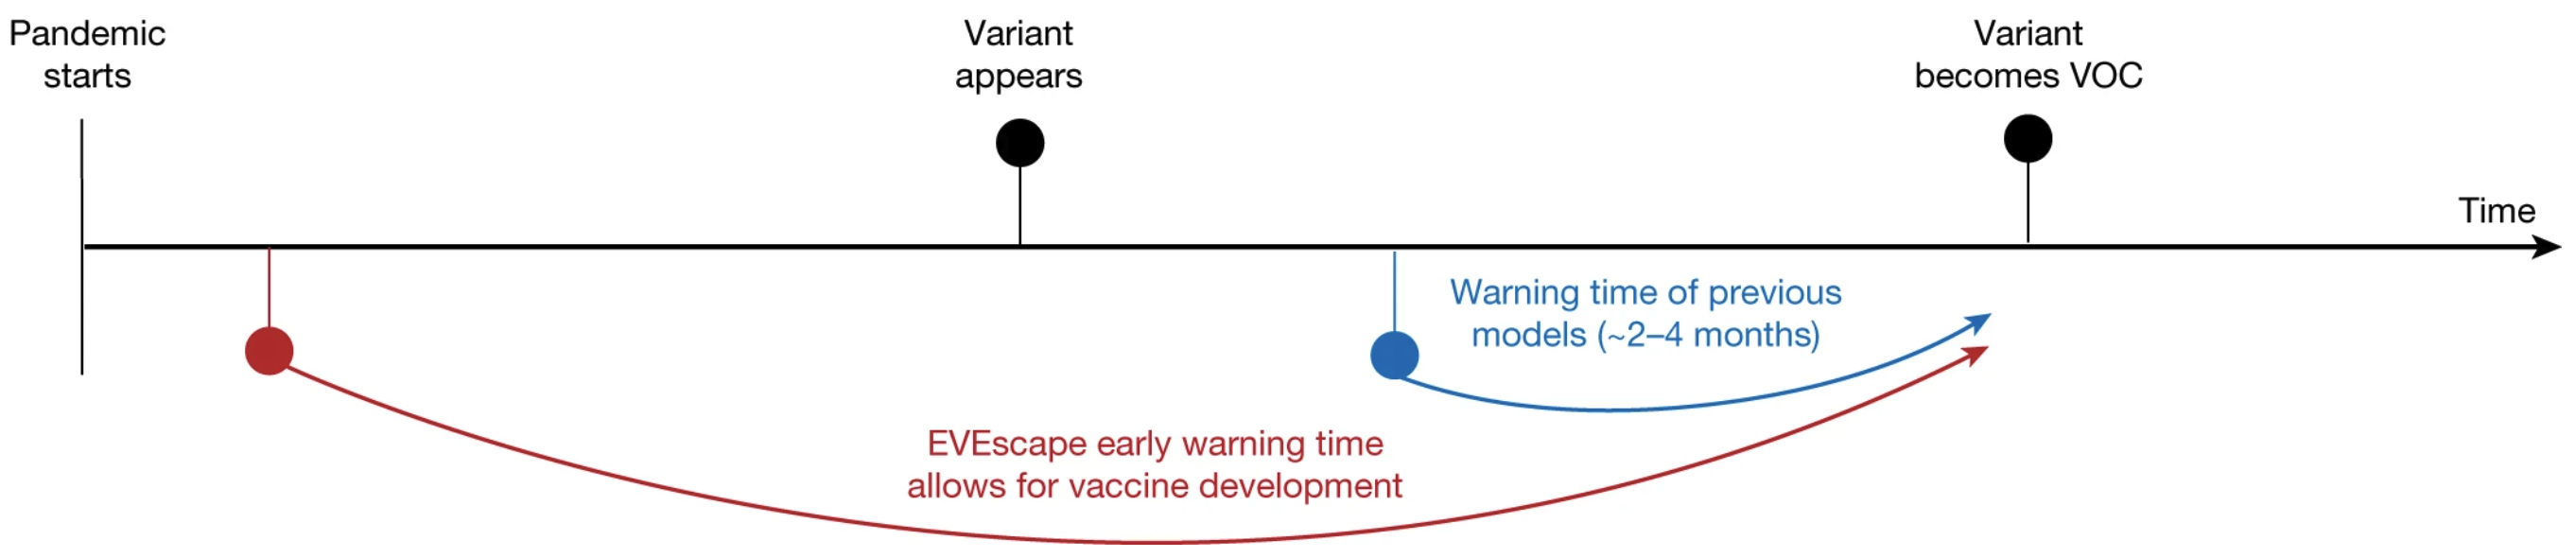 Pandemic
starts
Variant
appears
Variant
becomes VOC
Time
Warning time of previous
models (~2–4 months)
EVEscape early warning time
allows for vaccine development